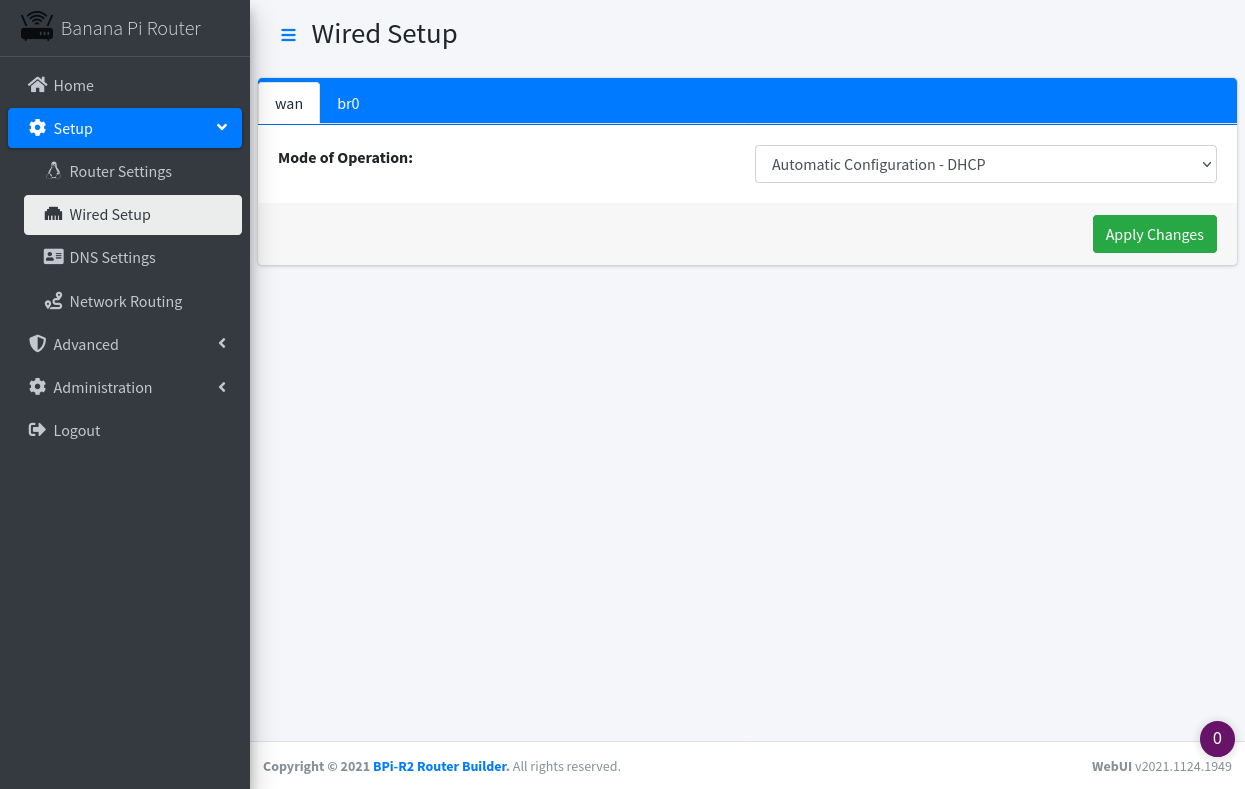 Banana Pi Router
Wired Setup
Home
Setup
Router Settings
Wired Setup
DNS Settings
Network Routing
Advanced
Administration
Logout
wan br0
Mode of Operation: Automatic Configuration - DHCP
Apply Changes
0
Copyright © 2021 BPi-R2 Router Builder. All rights reserved. WebUI v2021.1124.1949